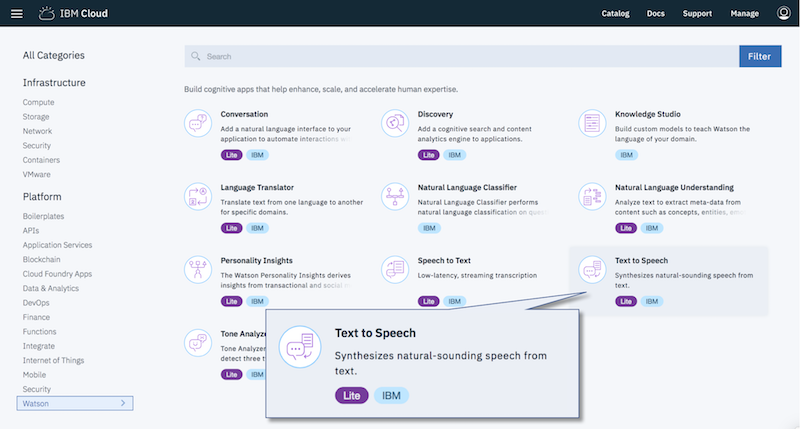 IBM Cloud
Catalog Docs Support Manage
All Categories
Infrastructure
Compute
Storage
Network
Security
Containers
VMware
Platform
Boilerplates
APIs
Application Services
Blockchain
Cloud Foundry Apps
Data & Analytics
DevOps
Finance
Functions
Integrate
Internet of Things
Mobile
Security
Watson
Search
Filter
Build cognitive apps that help enhance, scale, and accelerate human expertise.
Conversation
Add a natural language interface to your
application to automate interactions
Lite IBM
Discovery
Add a cognitive search and content
analytics engine to applications.
Lite IBM
Knowledge Studio
Build custom models to teach Watson the
language of your domain.
IBM
Language Translator
Translate text from one language to another
for specific domains.
Lite IBM
Natural Language Classifier
Natural Language Classifier performs
natural language classification on
IBM
Natural Language Understanding
Analyze text to extract meta-data from
content such as concepts, entities,
Lite IBM
Personality Insights
The Watson Personality Insights derives
insights from transactional and social
Lite IBM
Speech to Text
Low-latency, streaming transcription
Lite IBM
Text to Speech
Synthesizes natural-sounding speech from
text.
Lite IBM
Tone Analyze
Tone Analyze
detect three t
Lite IBM
Text to Speech
Synthesizes natural-sounding speech from
text.
Lite IBM